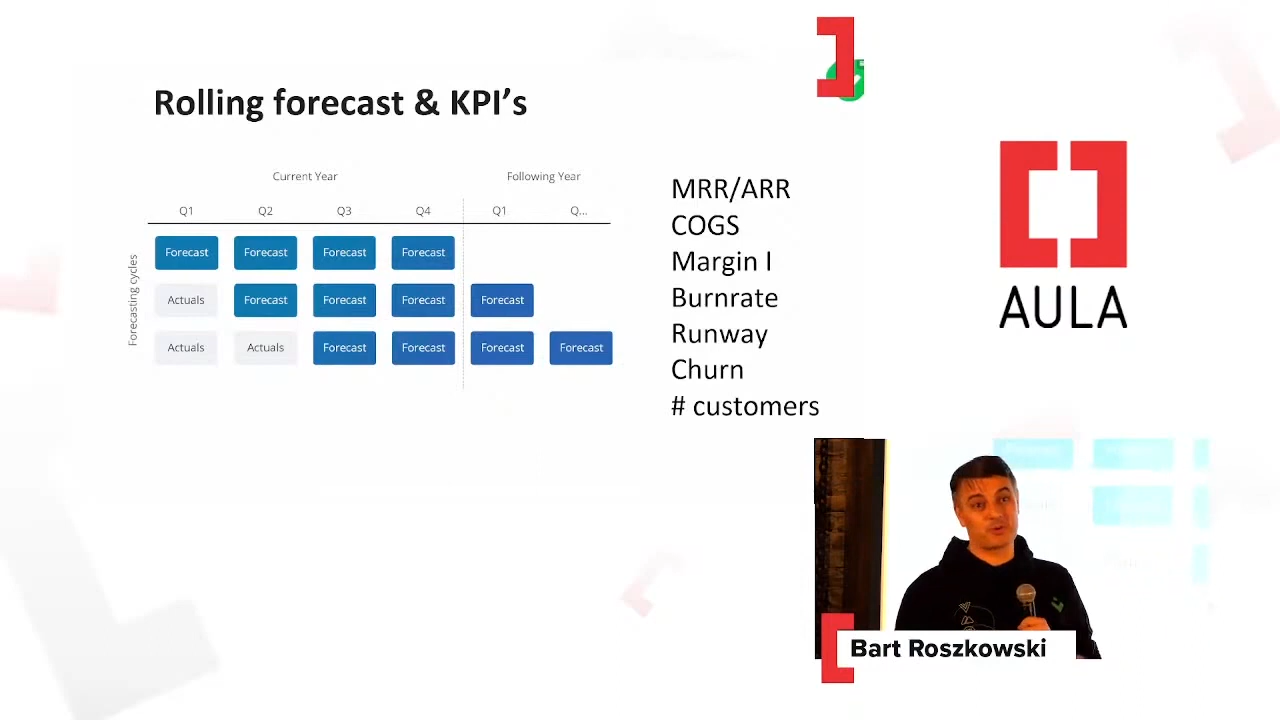 Rolling forecast & KPI’s
Current Year
Following Year
Q1 Q2 Q3 Q4 Q1 Q...
Forecasting cycles
Forecast Forecast Forecast Forecast
Actuals Forecast Forecast Forecast Forecast
Actuals Actuals Forecast Forecast Forecast Forecast
MRR/ARR
COGS
Margin I
Burnrate
Runway
Churn
# customers
AULA
Bart Roszkowski